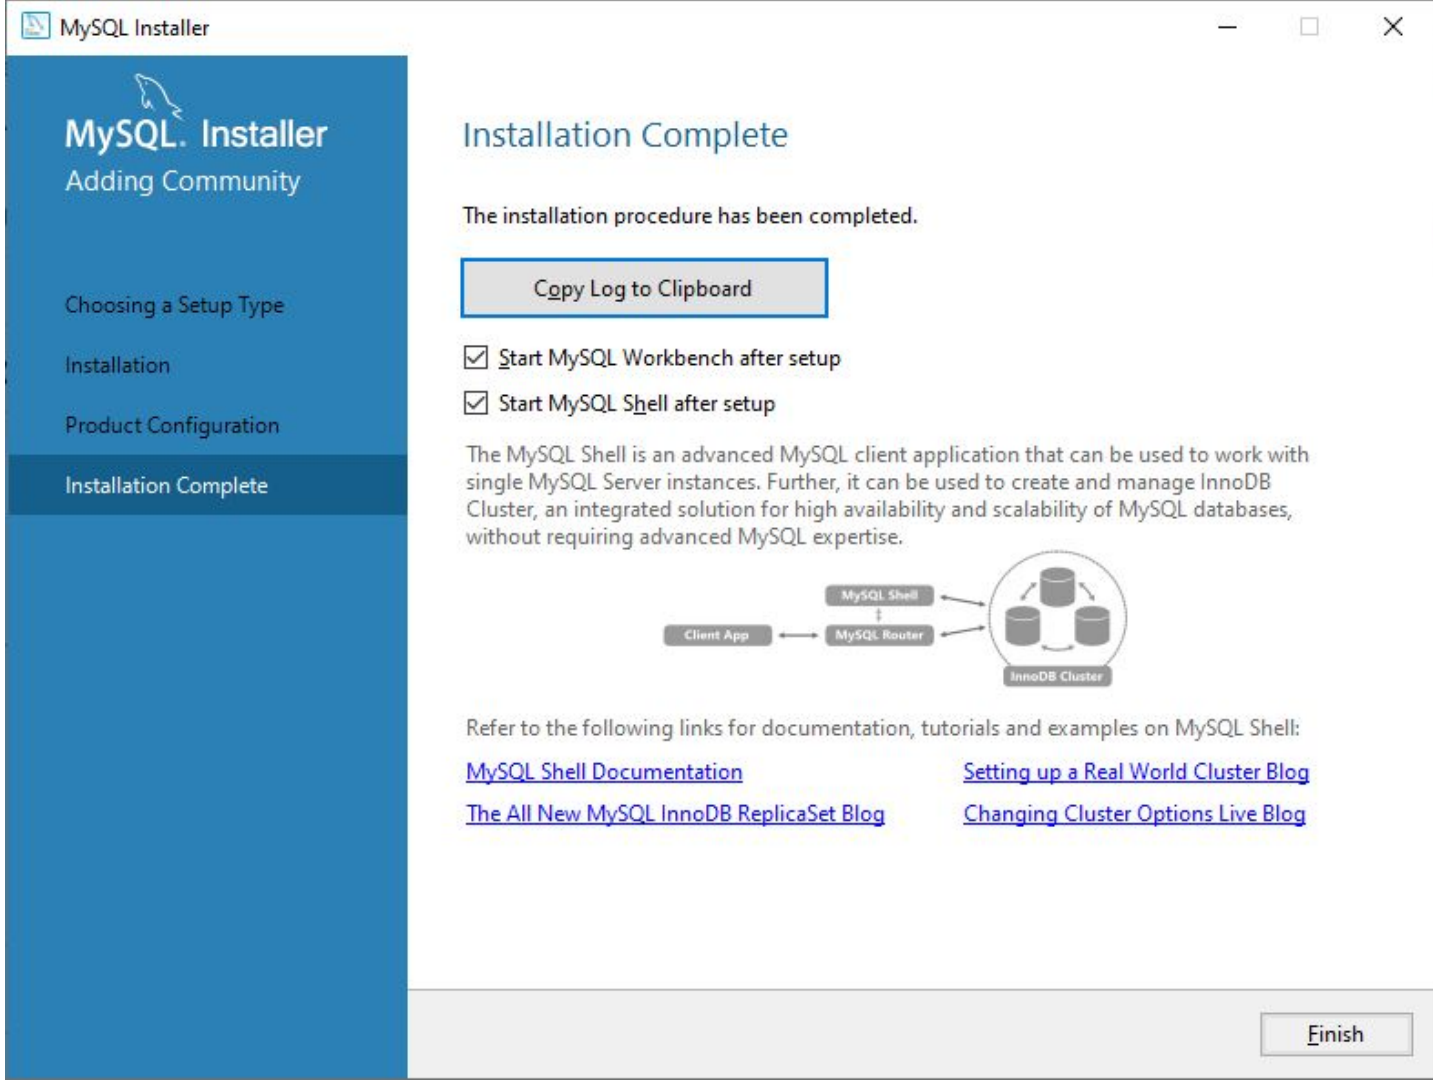 MySQL Installer
MySQL. Installer
Adding Community
Choosing a Setup Type
Installation
Product Configuration
Installation Complete
Installation Complete
The installation procedure has been completed.
Copy Log to Clipboard
Start MySQL Workbench after setup
Start MySQL Shell after setup
The MySQL Shell is an advanced MySQL client application that can be used to work with
single MySQL Server instances. Further, it can be used to create and manage InnoDB
Cluster, an integrated solution for high availability and scalability of MySQL databases,
without requiring advanced MySQL expertise.
MySQL Shell
Client App
MySQL Router
InnoDB Cluster
Refer to the following links for documentation, tutorials and examples on MySQL Shell:
MySQL Shell Documentation
Setting up a Real World Cluster Blog
The All New MySQL InnoDB ReplicaSet Blog
Changing Cluster Options Live Blog
Finish